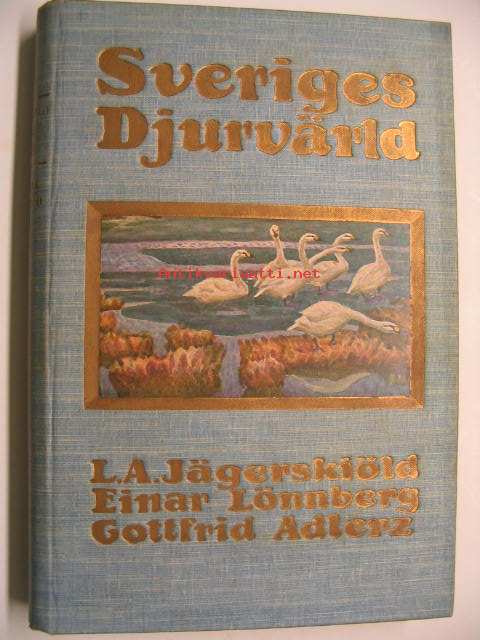 Sveriges
Djurvärld
Antikvariaatti.net
L.A. Jägerskiöld
Einar Lönnberg
Gottfrid Adlerz